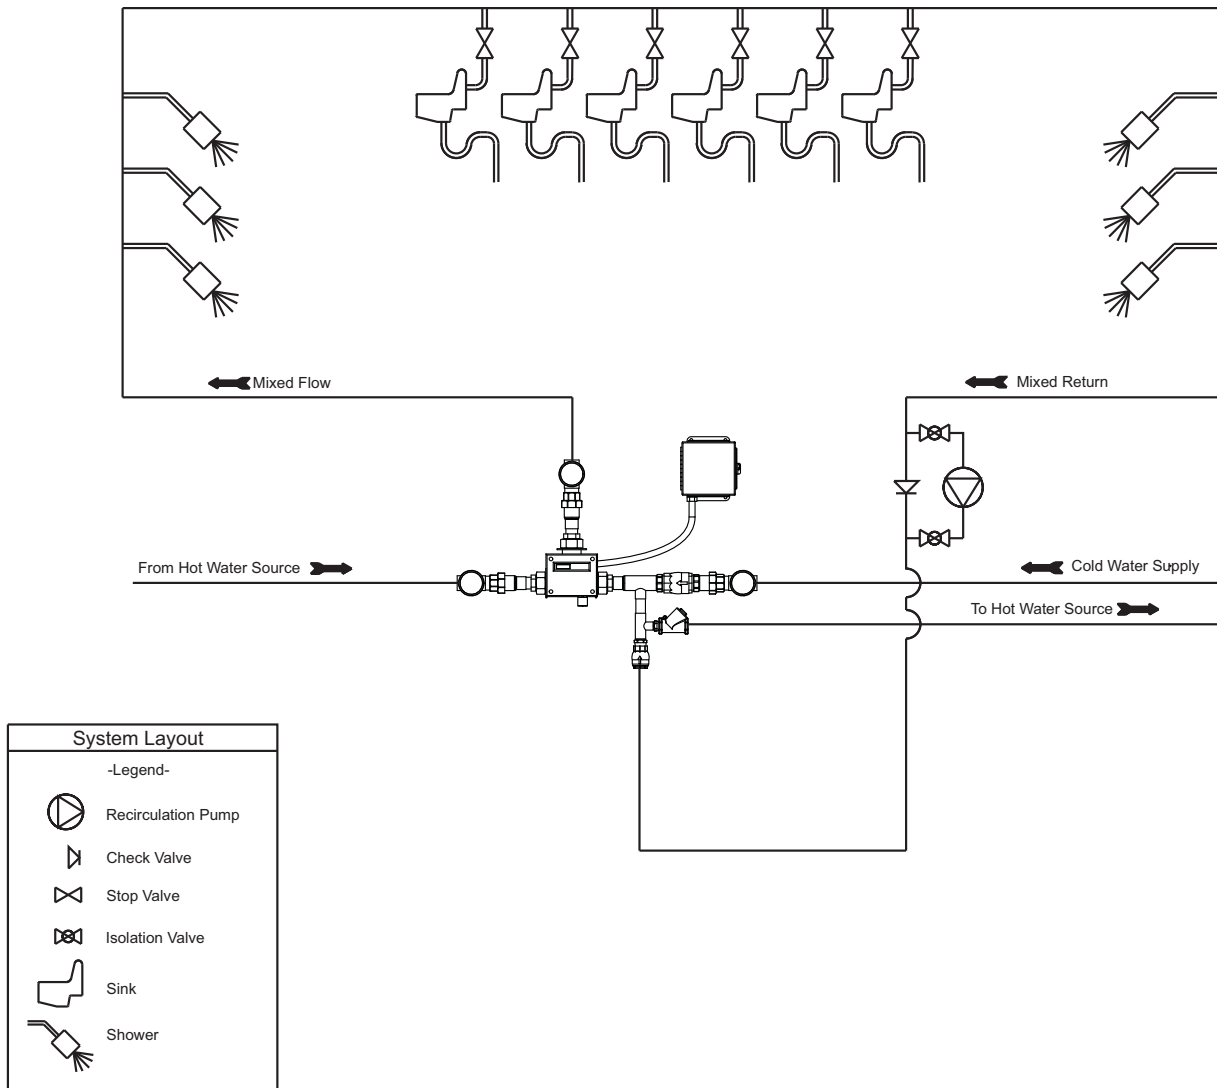 Mixed Flow
Mixed Return
From Hot Water Source
Cold Water Supply
To Hot Water Source
System Layout
-Legend-
Recirculation Pump
Check Valve
Stop Valve
Isolation Valve
Sink
Shower